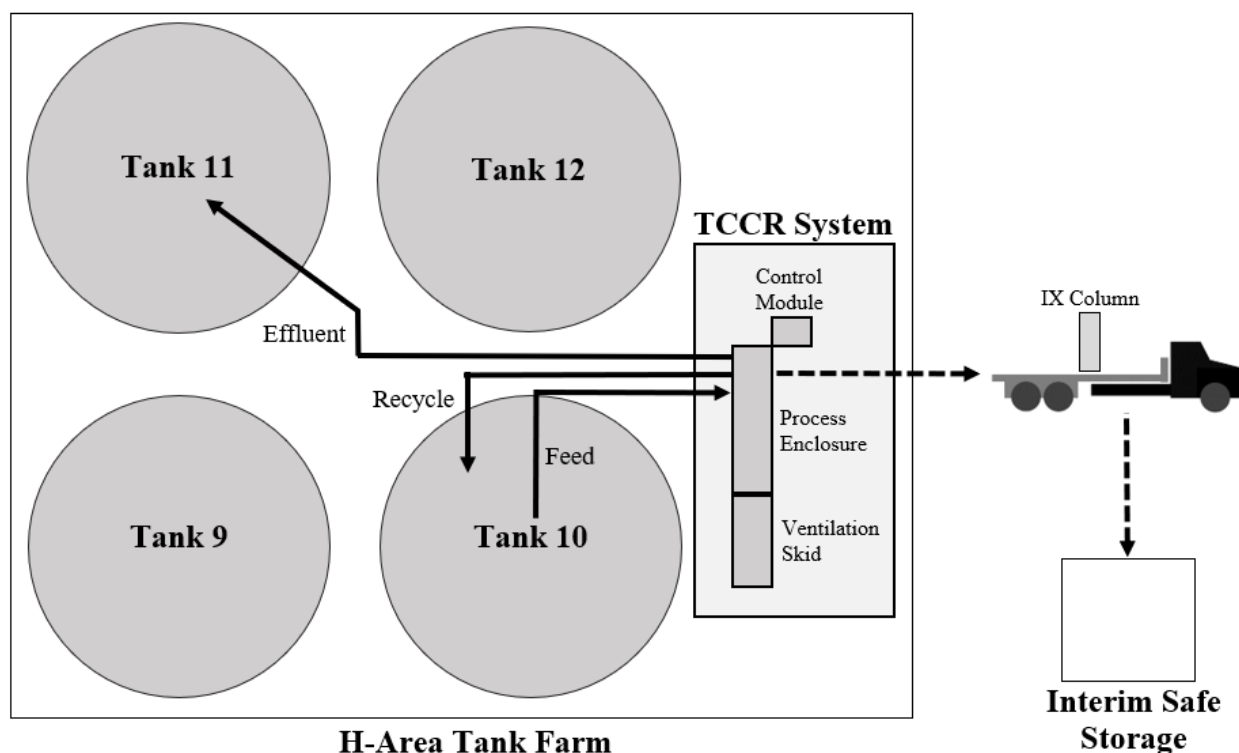 Tank 11
Tank 12
TCCR System
Control
Module
IX Column
Effluent
Recycle
Process
Enclosure
Feed
Tank 9
Tank 10
Ventilation
Skid
Interim Safe
Storage
H-Area Tank Farm